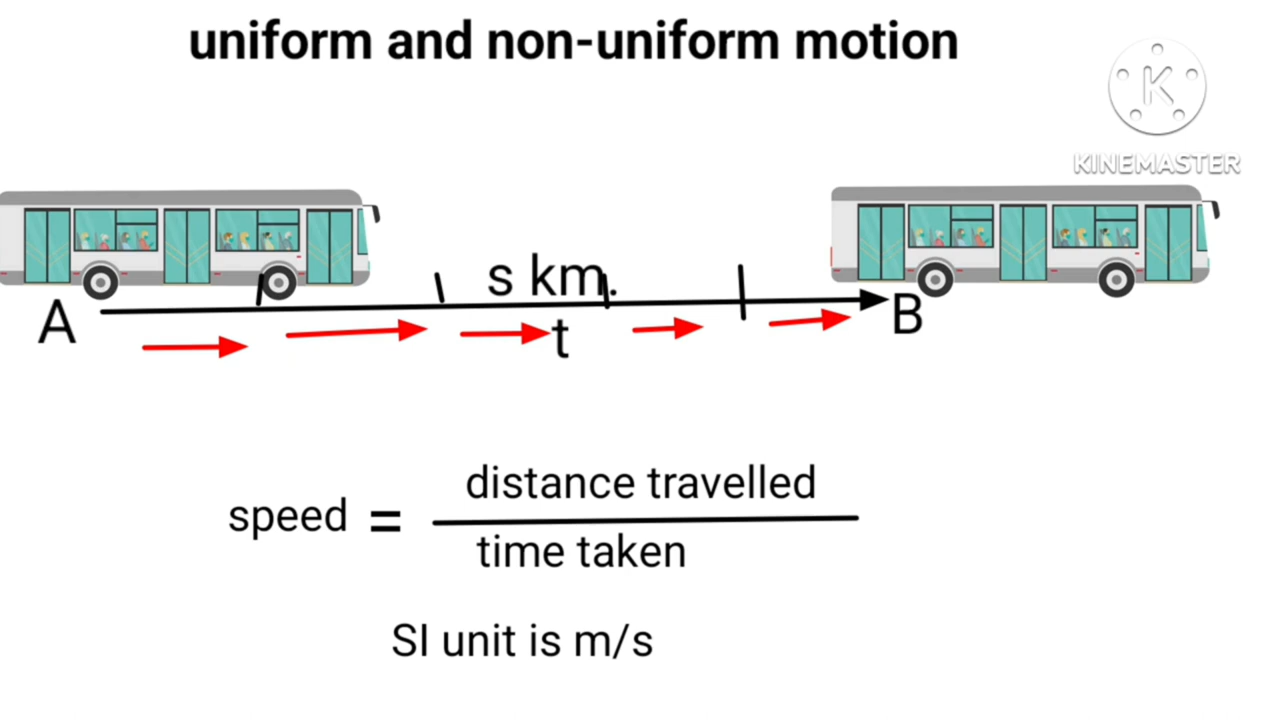 uniform and non-uniform motion
K
KINEMASTER
s km.
A
B
t
distance travelled
speed =
time taken
SI unit is m/s